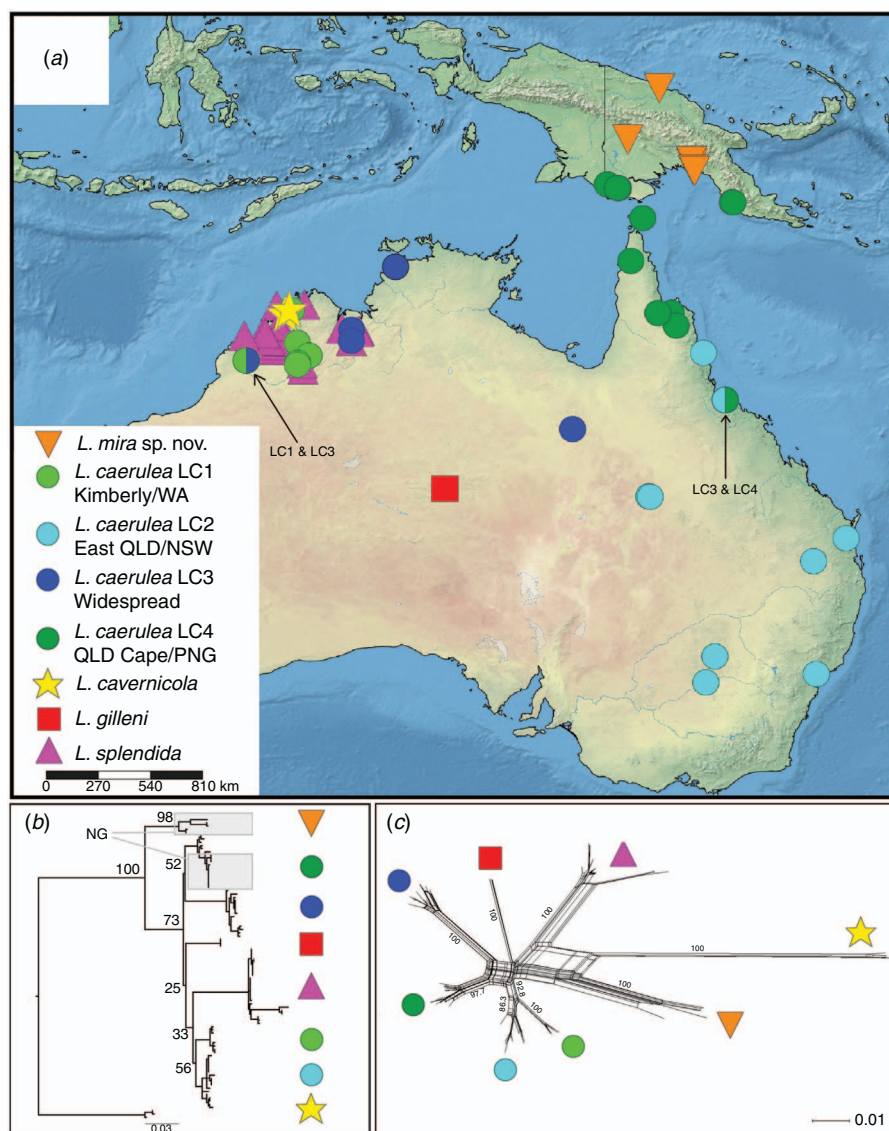 (a)
LC1 & LC3
LC3 & LC4
L. mira sp. nov.
L. caerulea LC1
Kimberly/WA
L. caerulea LC2
East QLD/NSW
L. caerulea LC3
Widespread
L. caerulea LC4
QLD Cape/PNG
L. cavernicola
L. gilleni
L. splendida
0 270 540 810 km
(b)
98
NG
52
100
73
25
33
56
0.03
(c)
100
100
100
100
97.7
92.8
86.3
100
100
0.01